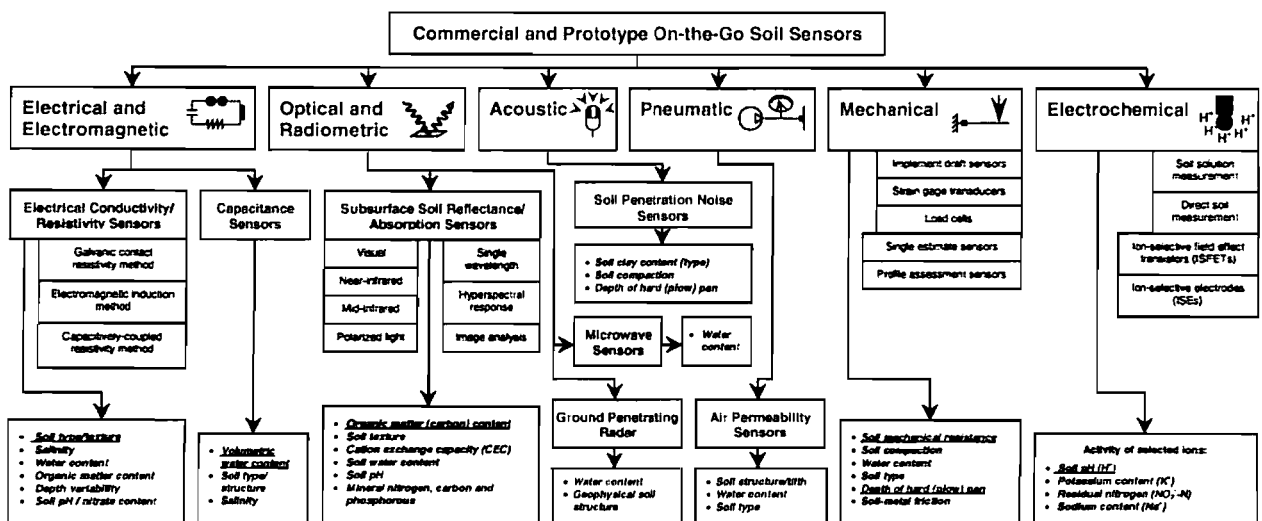 Commercial and Prototype On-the-Go Soil Sensors
Electrical and
Electromagnetic
Optical and
Radiometric
Acoustic
Pneumatic
Mechanical
Electrochemical
H+ H+
H+ H+ H+
Electrical Conductivity/
Resistivity Sensors
Galvanic contact
resistivity method
Electromagnetic induction
method
Capacitively-coupled
resistivity method
Capacitance
Sensors
Subsurface Soil Reflectance/
Absorption Sensors
Visual
Near-infrared
Mid-infrared
Polarized light
Single
wavelength
Hyperspectral
response
Image analysis
Soil Penetration Noise
Sensors
• Soil clay content (type)
• Soil compaction
• Depth of hard (plow) pan
Microwave
Sensors
• Water
content
Implement draft sensors
Strain gage transducers
Load cells
Single estimate sensors
Profile assessment sensors
Soil solution
measurement
Direct soil
measurement
Ion-selective field effect
transistors (ISFETs)
Ion-selective electrodes
(ISEs)
• Soil type/texture
• Salinity
• Water content
• Organic matter content
• Depth variability
• Soil pH / nitrate content
• Volumetric
water content
• Soil type/
structure
• Salinity
• Organic matter (carbon) content
• Soil texture
• Cation exchange capacity (CEC)
• Soil water content
• Soil pH
• Mineral nitrogen, carbon and
phosphorous
Ground Penetrating
Radar
• Water content
• Geophysical soil
structure
Air Permeability
Sensors
• Soil structure/tilth
• Water content
• Soil type
• Soil mechanical resistance
• Soil compaction
• Water content
• Soil type
• Depth of hard (plow) pan
• Soil-metal friction
Activity of selected ions:
• Soil pH (H+)
• Potassium content (K+)
• Residual nitrogen (NO3-N)
• Sodium content (Na+)